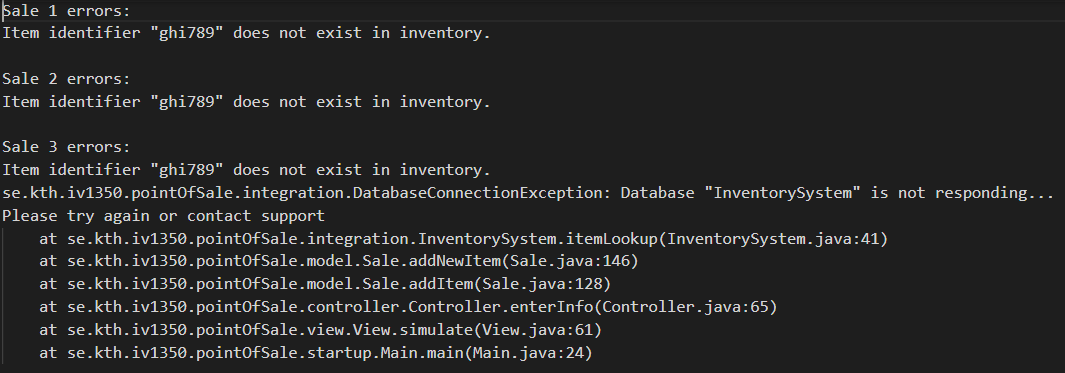 Sale 1 errors:
Item identifier "ghi789" does not exist in inventory.
Sale 2 errors:
Item identifier "ghi789" does not exist in inventory.
Sale 3 errors:
Item identifier "ghi789" does not exist in inventory.
se.kth.iv1350.pointOfSale.integration.DatabaseConnectionException: Database "InventorySystem" is not responding...
Please try again or contact support
at se.kth.iv1350.pointOfSale.integration.InventorySystem.itemLookup(InventorySystem.java:41)
at se.kth.iv1350.pointOfSale.model.Sale.addNewItem(Sale.java:146)
at se.kth.iv1350.pointOfSale.model.Sale.addItem(Sale.java:128)
at se.kth.iv1350.pointOfSale.controller.Controller.enterInfo(Controller.java:65)
at se.kth.iv1350.pointOfSale.view.View.simulate(View.java:61)
at se.kth.iv1350.pointOfSale.startup.Main.main(Main.java:24)